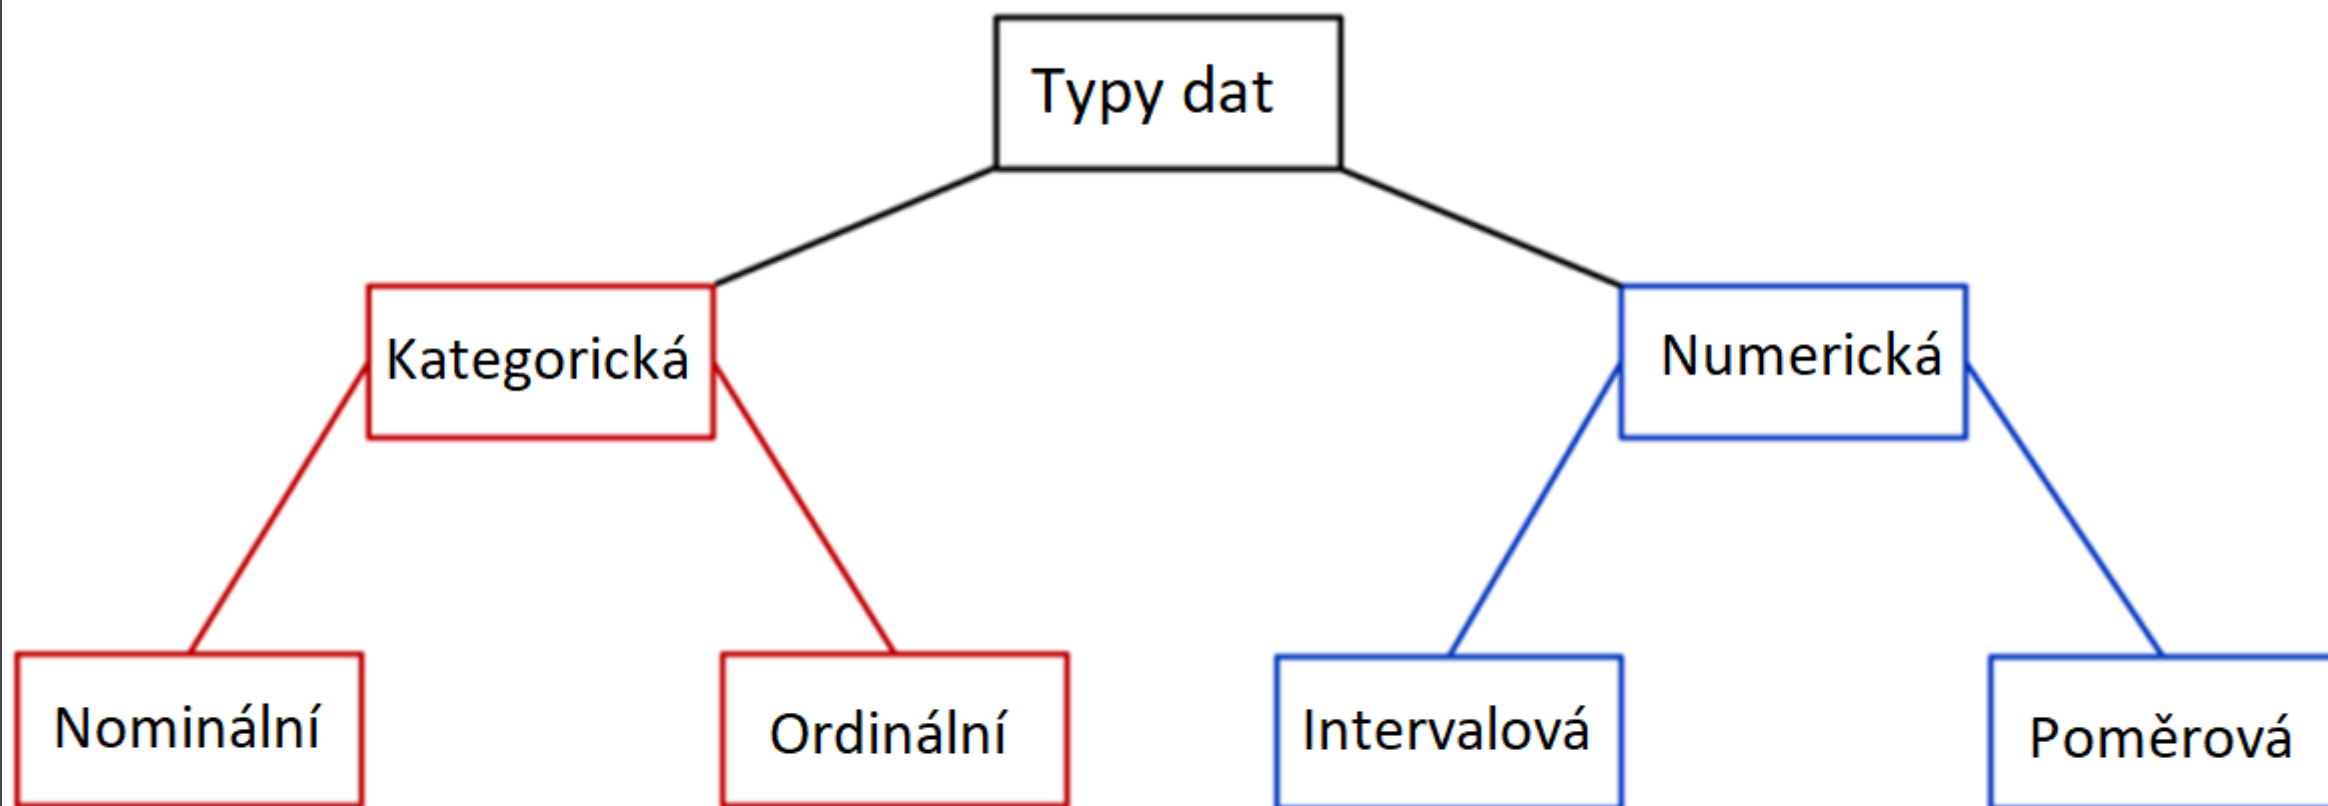 Typy dat
Kategorická
Numerická
Nominální
Ordinální
Intervalová
Poměrová